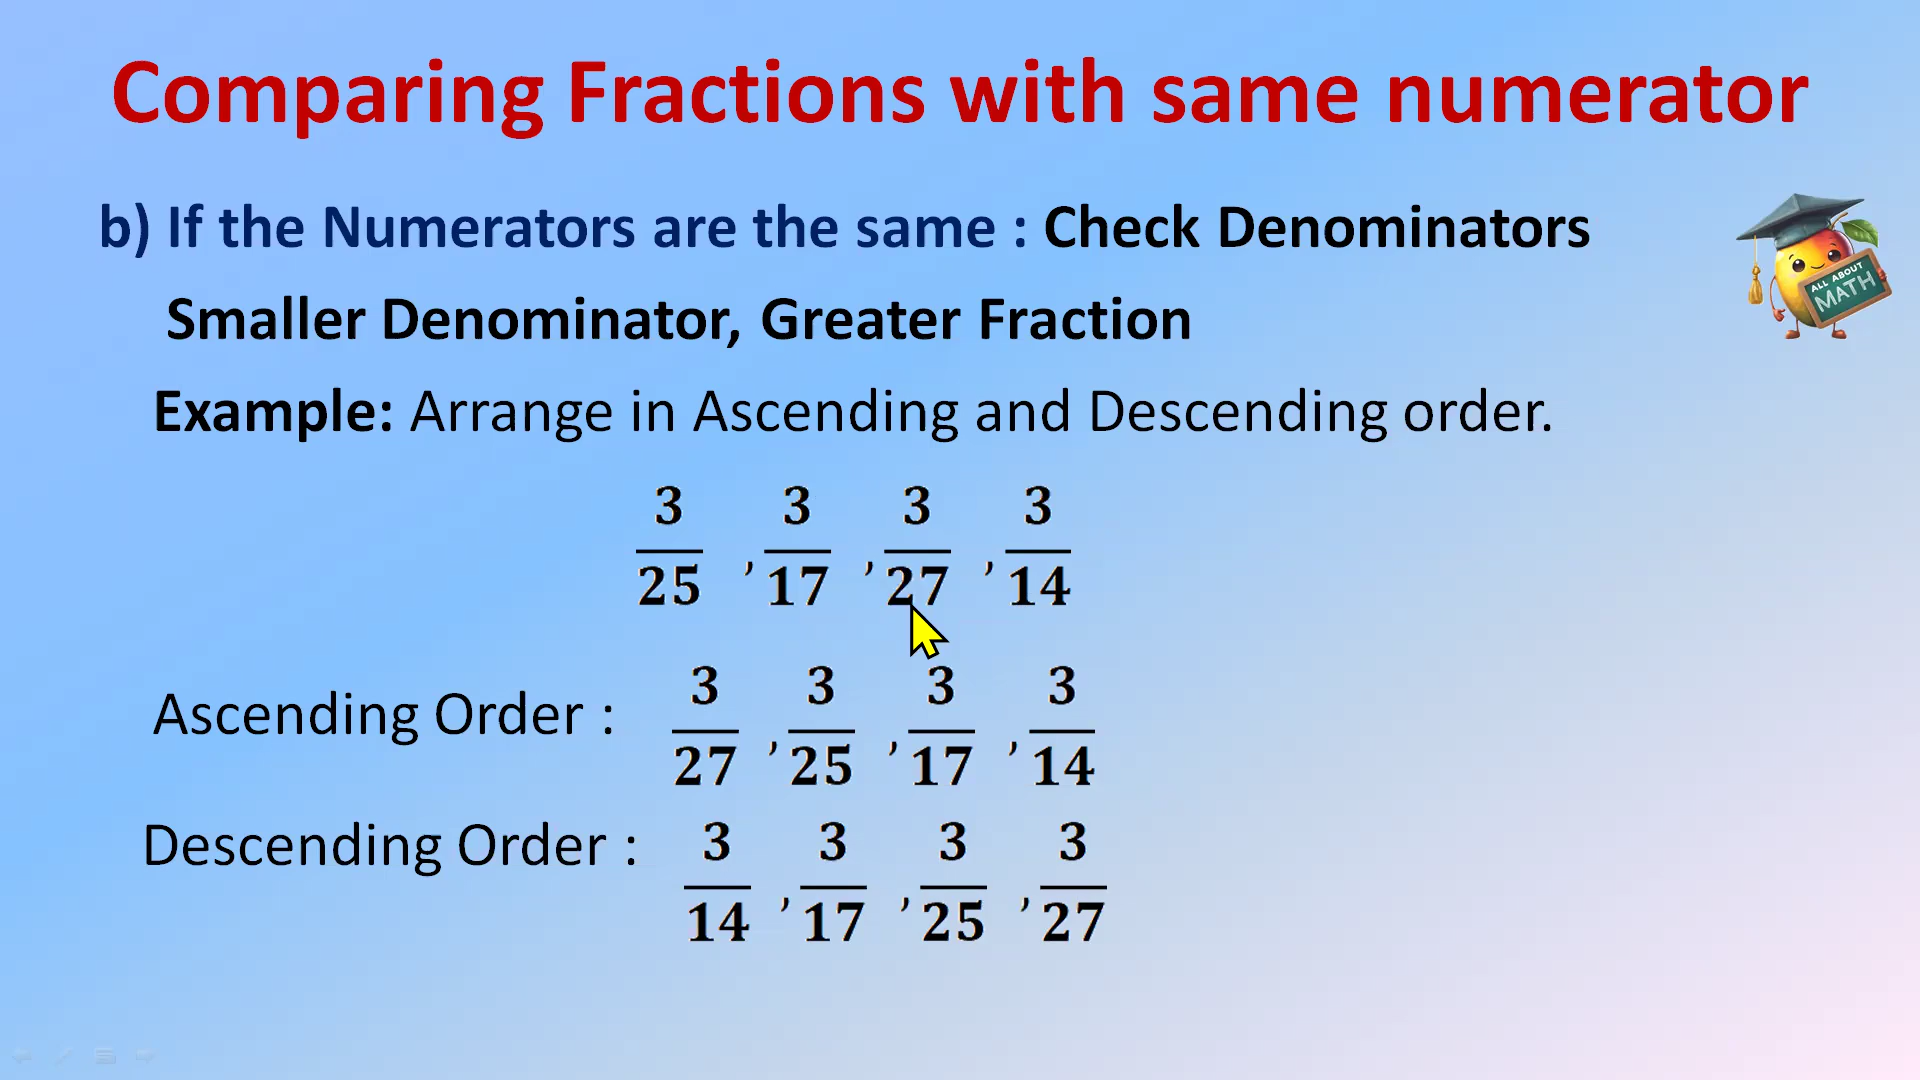 Comparing Fractions with same numerator
b) If the Numerators are the same : Check Denominators
Smaller Denominator, Greater Fraction
ALL ABOUT
MATH
Example: Arrange in Ascending and Descending order.
3/25 , 3/17 , 3/27 , 3/14
Ascending Order : 3/27 , 3/25 , 3/17 , 3/14
Descending Order : 3/14 , 3/17 , 3/25 , 3/27